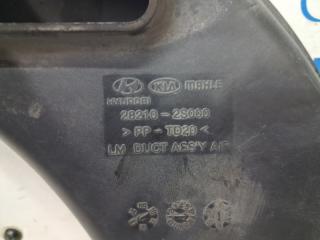 KIA MAHLE
HYUNDAI
28210 - 2S000
> PP - TD20 <
LM DUCT ASS'Y AIR